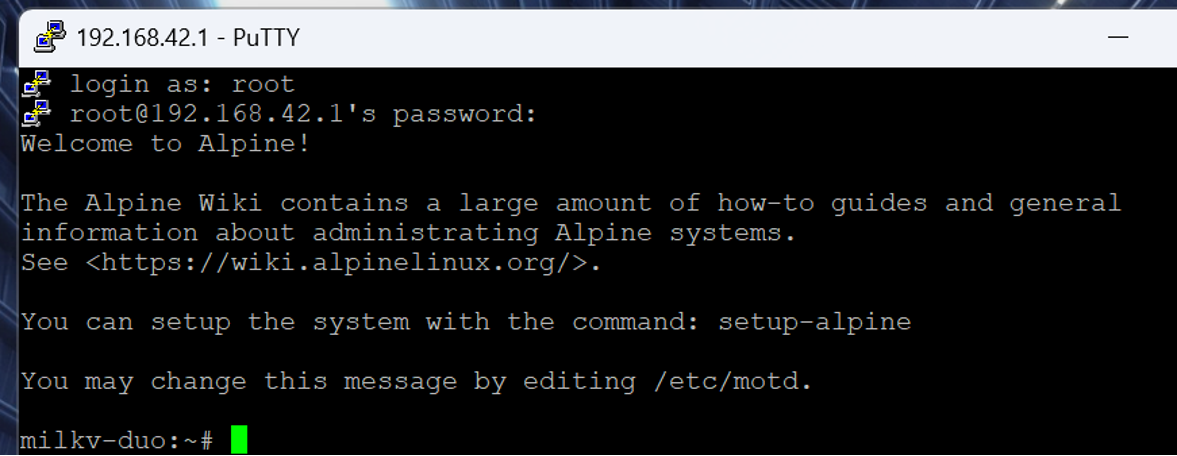 192.168.42.1 - PuTTY
login as: root
root@192.168.42.1's password:
Welcome to Alpine!
The Alpine Wiki contains a large amount of how-to guides and general
information about administrating Alpine systems.
See <https://wiki.alpinelinux.org/>.
You can setup the system with the command: setup-alpine
You may change this message by editing /etc/motd.
milkv-duo:~#